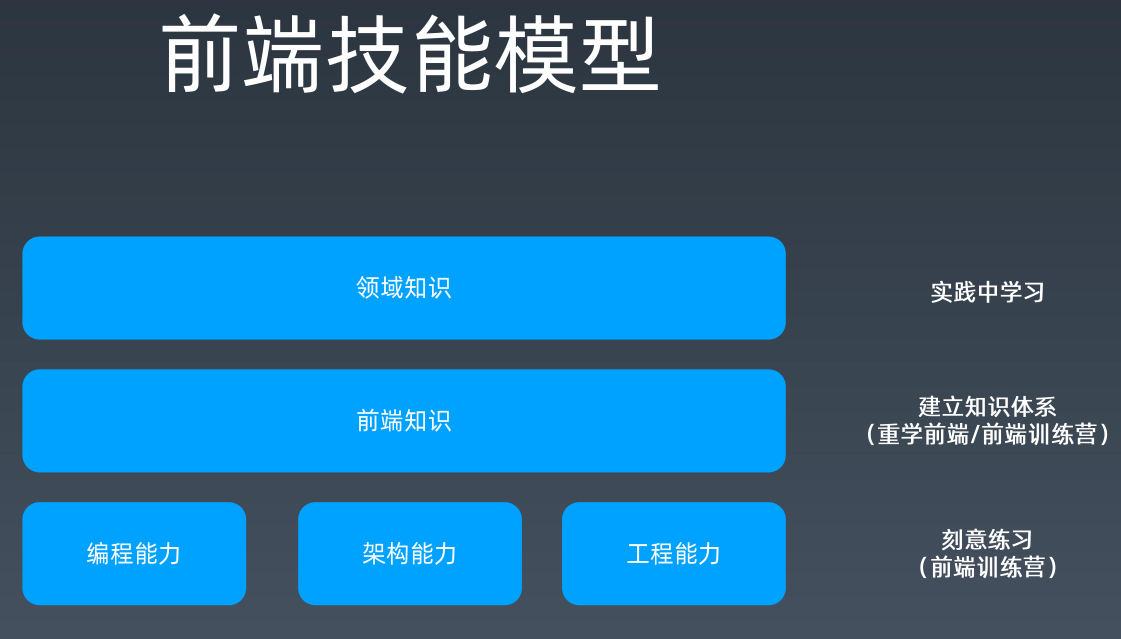 前端技能模型
领域知识
实践中学习
前端知识
建立知识体系
（重学前端/前端训练营）
编程能力
架构能力
工程能力
刻意练习
（前端训练营）